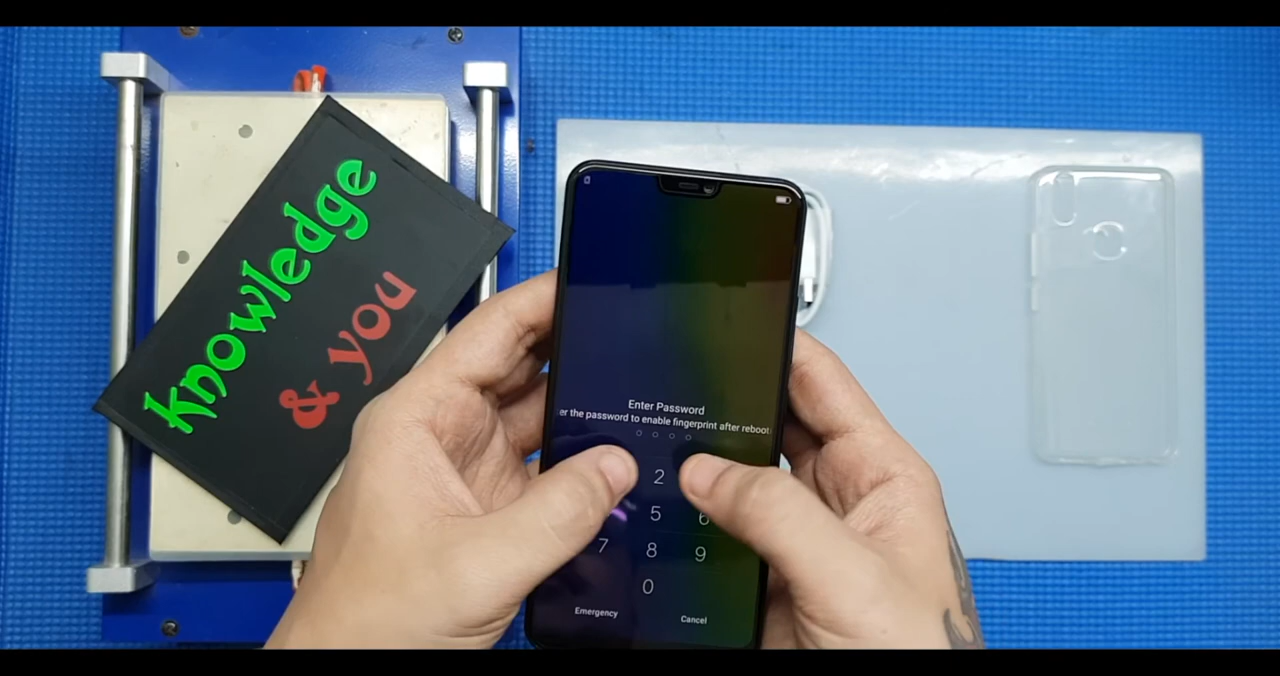 knowledge
& you
Enter Password
er the password to enable fingerprint after reboot
2
5 6
7 8 9
0
Emergency Cancel